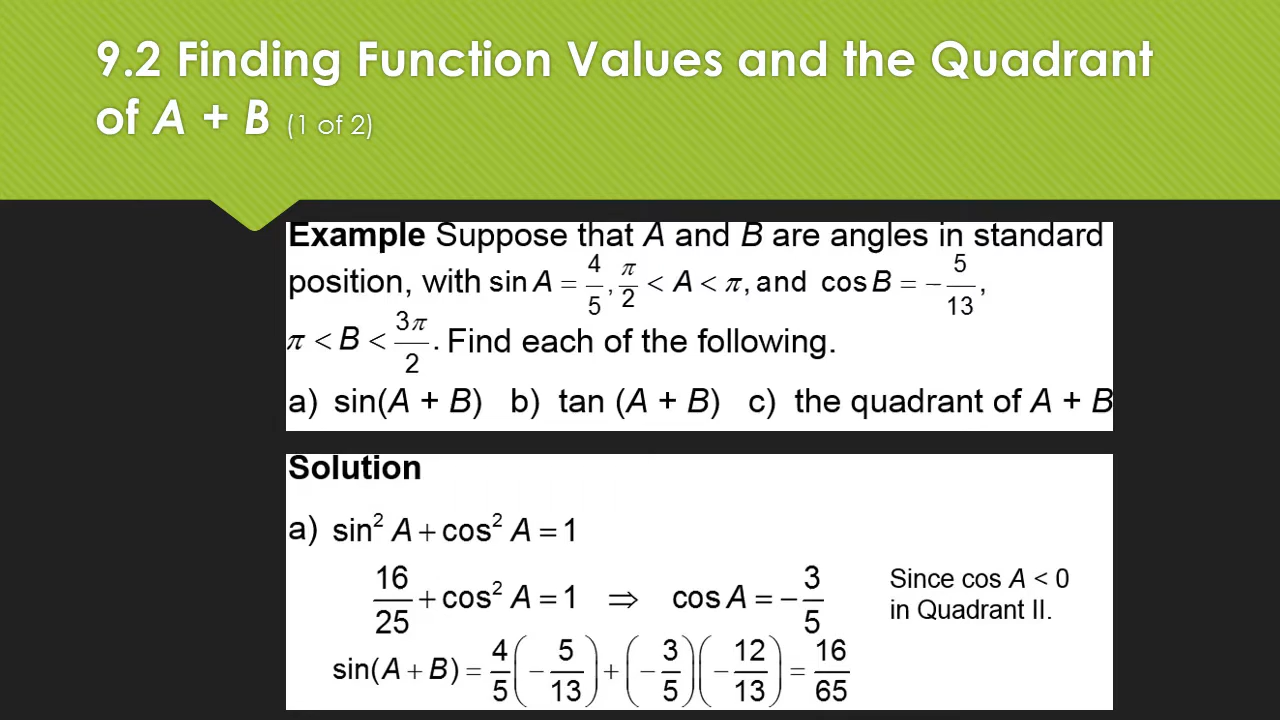 9.2 Finding Function Values and the Quadrant
of A + B (1 of 2)
Example Suppose that A and B are angles in standard
position, with sin A = 4/5, π/2 < A < π, and cos B = −5/13,
π < B < 3π/2. Find each of the following.
a) sin(A + B) b) tan (A + B) c) the quadrant of A + B
Solution
a) sin² A + cos² A = 1
16/25 + cos² A = 1 ⇒ cos A = −3/5
Since cos A < 0
in Quadrant II.
sin(A + B) = 4/5(−5/13) + (−3/5)(−12/13) = 16/65